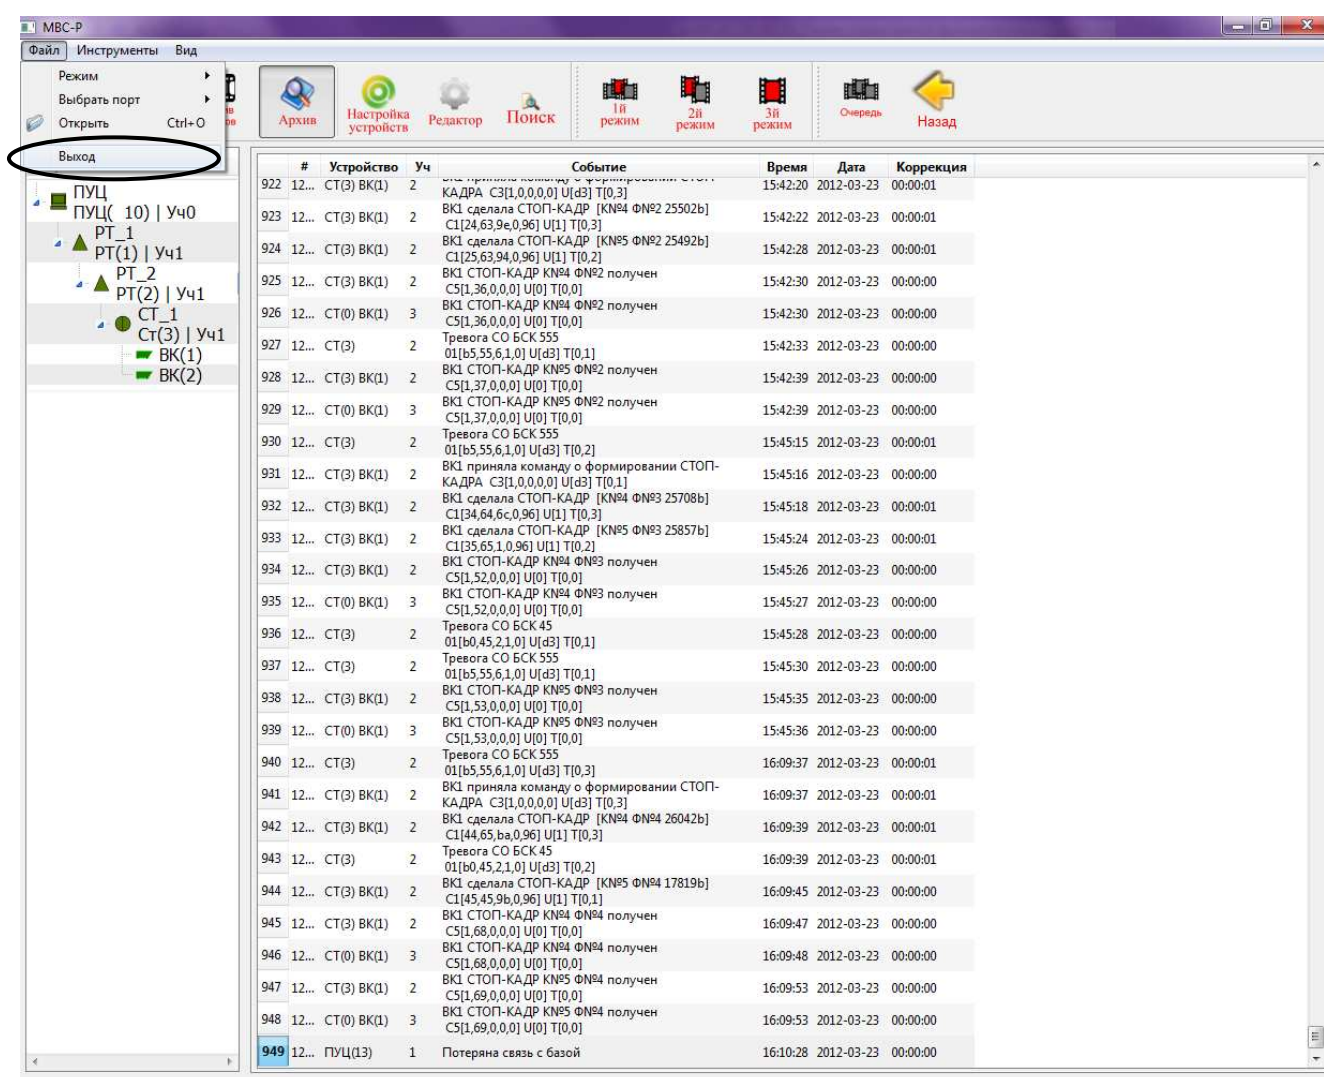 МВС-Р
Файл Инструменты Вид
Режим
Выбрать порт
Открыть Ctrl+O
Выход
Архив
Настройка устройств
Редактор
Поиск
1й режим
2й режим
3й режим
Очередь
Назад
ПУЦ
ПУЦ( 10) | Уч0
РТ_1
РТ(1) | Уч1
РТ_2
РТ(2) | Уч1
СТ_1
Ст(3) | Уч1
ВК(1)
ВК(2)
# Устройство Уч Событие Время Дата Коррекция
922 12... СТ(3) ВК(1) 2 ВК1 приняла команду о формировании СТОП-
КАДРА С3[1,0,0,0,0] U[d3] T[0,3] 15:42:20 2012-03-23 00:00:01
923 12... СТ(3) ВК(1) 2 ВК1 сделала СТОП-КАДР [КN№4 ФN№2 25502b]
C1[24,63,9e,0,96] U[1] T[0,3] 15:42:22 2012-03-23 00:00:01
924 12... СТ(3) ВК(1) 2 ВК1 сделала СТОП-КАДР [КN№5 ФN№2 25492b]
C1[25,63,94,0,96] U[1] T[0,2] 15:42:28 2012-03-23 00:00:01
925 12... СТ(3) ВК(1) 2 ВК1 СТОП-КАДР КN№4 ФN№2 получен
C5[1,36,0,0,0] U[0] T[0,0] 15:42:30 2012-03-23 00:00:00
926 12... СТ(0) ВК(1) 3 ВК1 СТОП-КАДР КN№4 ФN№2 получен
C5[1,36,0,0,0] U[0] T[0,0] 15:42:30 2012-03-23 00:00:00
927 12... СТ(3) 2 Тревога СО БСК 555
01[b5,55,6,1,0] U[d3] T[0,1] 15:42:33 2012-03-23 00:00:00
928 12... СТ(3) ВК(1) 2 ВК1 СТОП-КАДР КN№5 ФN№2 получен
C5[1,37,0,0,0] U[0] T[0,0] 15:42:39 2012-03-23 00:00:00
929 12... СТ(0) ВК(1) 3 ВК1 СТОП-КАДР КN№5 ФN№2 получен
C5[1,37,0,0,0] U[0] T[0,0] 15:42:39 2012-03-23 00:00:00
930 12... СТ(3) 2 Тревога СО БСК 555
01[b5,55,6,1,0] U[d3] T[0,2] 15:45:15 2012-03-23 00:00:01
931 12... СТ(3) ВК(1) 2 ВК1 приняла команду о формировании СТОП-
КАДРА С3[1,0,0,0,0] U[d3] T[0,1] 15:45:16 2012-03-23 00:00:01
932 12... СТ(3) ВК(1) 2 ВК1 сделала СТОП-КАДР [КN№4 ФN№3 25708b]
C1[34,64,6c,0,96] U[1] T[0,3] 15:45:18 2012-03-23 00:00:01
933 12... СТ(3) ВК(1) 2 ВК1 сделала СТОП-КАДР [КN№5 ФN№3 25857b]
C1[35,65,1,0,96] U[1] T[0,2] 15:45:24 2012-03-23 00:00:01
934 12... СТ(3) ВК(1) 2 ВК1 СТОП-КАДР КN№4 ФN№3 получен
C5[1,52,0,0,0] U[0] T[0,0] 15:45:26 2012-03-23 00:00:00
935 12... СТ(0) ВК(1) 3 ВК1 СТОП-КАДР КN№4 ФN№3 получен
C5[1,52,0,0,0] U[0] T[0,0] 15:45:27 2012-03-23 00:00:00
936 12... СТ(3) 2 Тревога СО БСК 45
01[b0,45,2,1,0] U[d3] T[0,1] 15:45:28 2012-03-23 00:00:00
937 12... СТ(3) 2 Тревога СО БСК 555
01[b5,55,6,1,0] U[d3] T[0,1] 15:45:30 2012-03-23 00:00:00
938 12... СТ(3) ВК(1) 2 ВК1 СТОП-КАДР КN№5 ФN№3 получен
C5[1,53,0,0,0] U[0] T[0,0] 15:45:35 2012-03-23 00:00:00
939 12... СТ(0) ВК(1) 3 ВК1 СТОП-КАДР КN№5 ФN№3 получен
C5[1,53,0,0,0] U[0] T[0,0] 15:45:36 2012-03-23 00:00:00
940 12... СТ(3) 2 Тревога СО БСК 555
01[b5,55,6,1,0] U[d3] T[0,3] 16:09:37 2012-03-23 00:00:01
941 12... СТ(3) ВК(1) 2 ВК1 приняла команду о формировании СТОП-
КАДРА С3[1,0,0,0,0] U[d3] T[0,3] 16:09:37 2012-03-23 00:00:01
942 12... СТ(3) ВК(1) 2 ВК1 сделала СТОП-КАДР [КN№4 ФN№4 26042b]
C1[44,65,ba,0,96] U[1] T[0,3] 16:09:39 2012-03-23 00:00:01
943 12... СТ(3) 2 Тревога СО БСК 45
01[b0,45,2,1,0] U[d3] T[0,2] 16:09:39 2012-03-23 00:00:01
944 12... СТ(3) ВК(1) 2 ВК1 сделала СТОП-КАДР [КN№5 ФN№4 17819b]
C1[45,45,9b,0,96] U[1] T[0,1] 16:09:45 2012-03-23 00:00:00
945 12... СТ(3) ВК(1) 2 ВК1 СТОП-КАДР КN№4 ФN№4 получен
C5[1,68,0,0,0] U[0] T[0,0] 16:09:47 2012-03-23 00:00:00
946 12... СТ(0) ВК(1) 3 ВК1 СТОП-КАДР КN№4 ФN№4 получен
C5[1,68,0,0,0] U[0] T[0,0] 16:09:48 2012-03-23 00:00:00
947 12... СТ(3) ВК(1) 2 ВК1 СТОП-КАДР КN№5 ФN№4 получен
C5[1,69,0,0,0] U[0] T[0,0] 16:09:53 2012-03-23 00:00:00
948 12... СТ(0) ВК(1) 3 ВК1 СТОП-КАДР КN№5 ФN№4 получен
C5[1,69,0,0,0] U[0] T[0,0] 16:09:53 2012-03-23 00:00:00
949 12... ПУЦ(13) 1 Потеряна связь с базой 16:10:28 2012-03-23 00:00:00